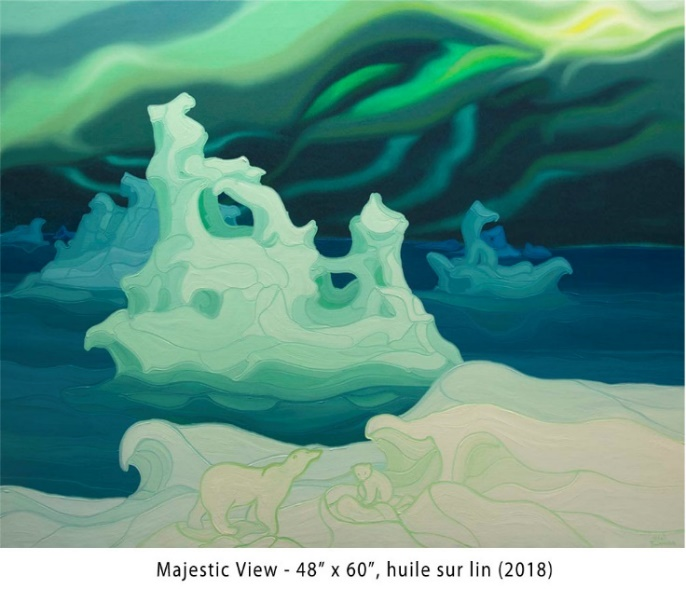 Majestic View - 48” x 60”, huile sur lin (2018)